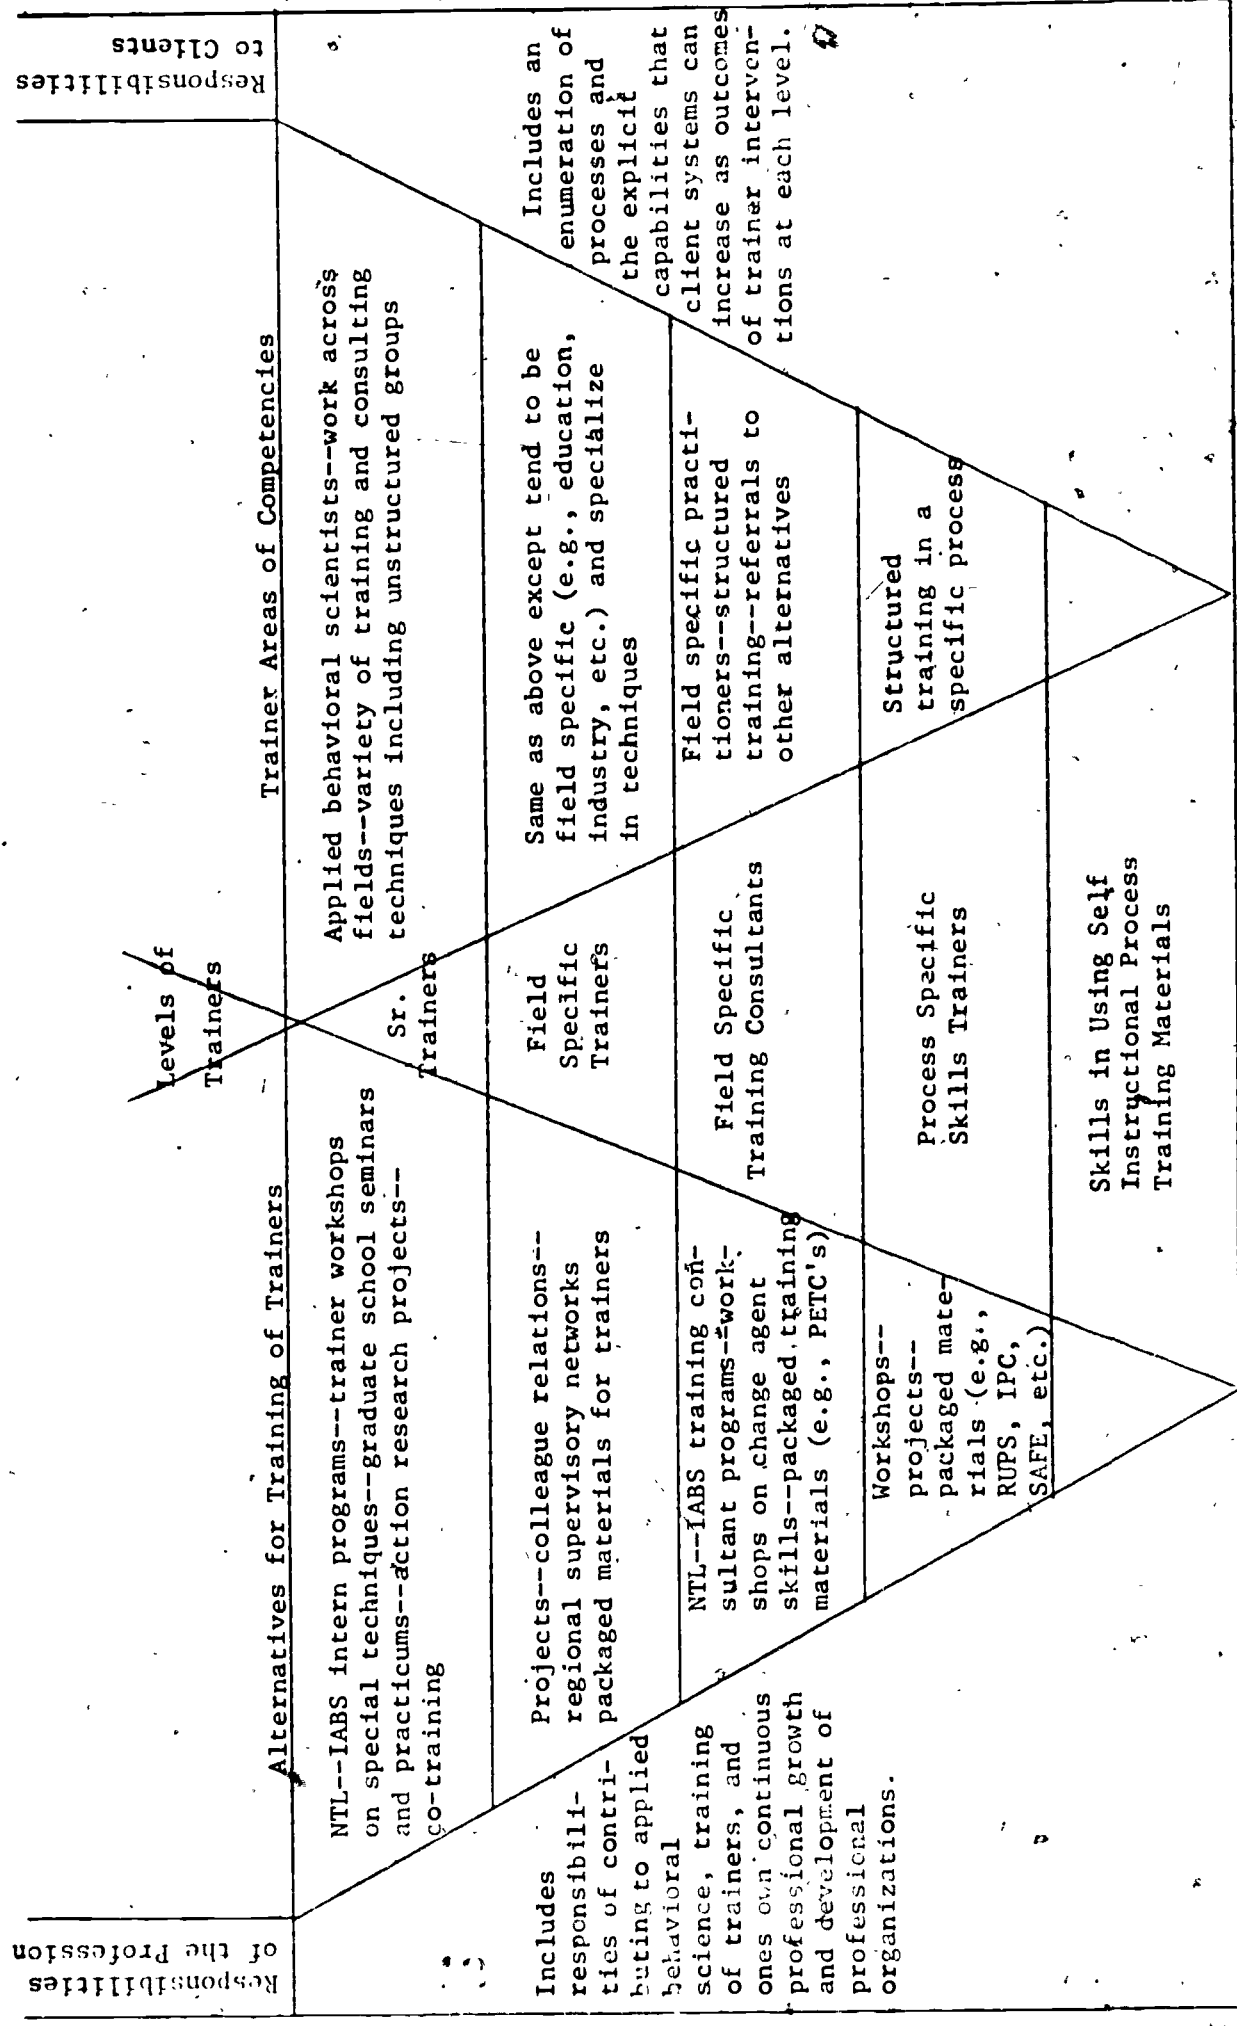 Responsibilities
of the Profession
Includes
responsibili-
ties of contri-
buting to applied
behavioral
science, training
of trainers, and
ones own continuous
professional growth
and development of
professional
organizations.
Alternatives for Training of Trainers
NTL--IABS intern programs--trainer workshops
on special techniques--graduate school seminars
and practicums--action research projects--
co-training
Projects--colleague relations--
regional supervisory networks
packaged materials for trainers
NTL--IABS training con-
sultant programs--work-
shops on change agent
skills--packaged training
materials (e.g., PETC's)
Workshops--
projects--
packaged mate-
rials (e.g.,
RUPS, IPC,
SAFE, etc.)
Levels of
Trainers
Sr.
Trainers
Field
Specific
Trainers
Field Specific
Training Consultants
Process Specific
Skills Trainers
Skills in Using Self
Instructional Process
Training Materials
Trainer Areas of Competencies
Applied behavioral scientists--work across
fields--variety of training and consulting
techniques including unstructured groups
Same as above except tend to be
field specific (e.g., education,
industry, etc.) and specialize
in techniques
Field specific practi-
tioners--structured
training--referrals to
other alternatives
Structured
training in a
specific process
Responsibilities
to Clients
Includes an
enumeration of
processes and
the explicit
capabilities that
client systems can
increase as outcomes
of trainer interven-
tions at each level.